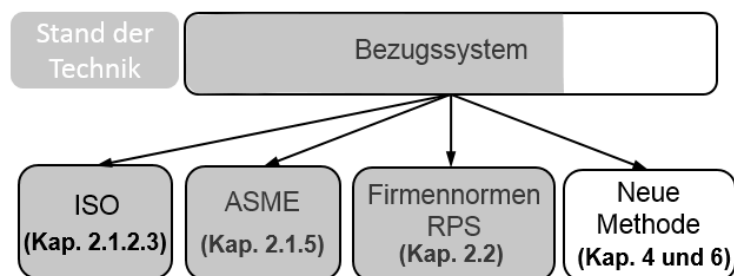 Stand der
Technik
Bezugssystem
ISO
(Kap. 2.1.2.3)
ASME
(Kap. 2.1.5)
Firmennormen
RPS
(Kap. 2.2)
Neue
Methode
(Kap. 4 und 6)